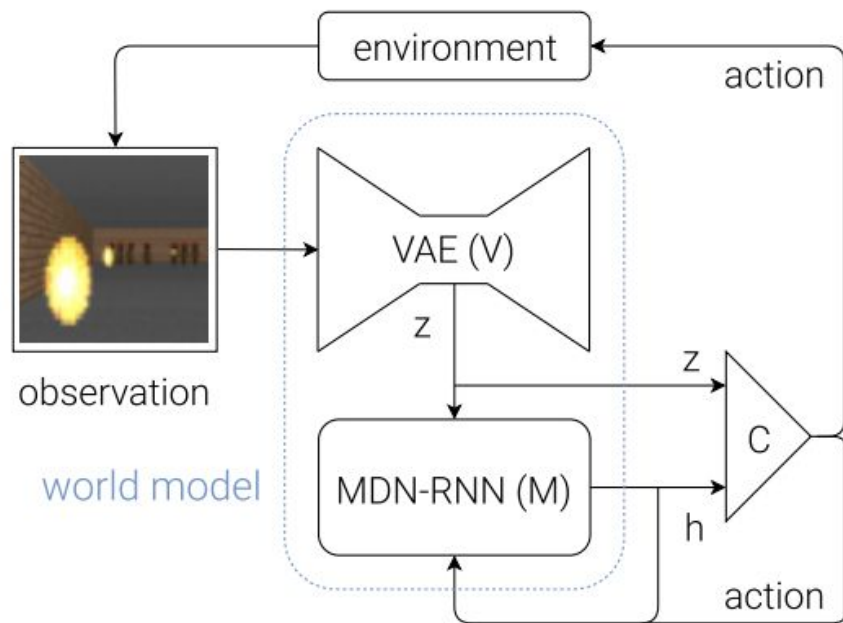 environment
action
VAE (V)
z
observation
z
C
world model
MDN-RNN (M)
h
action